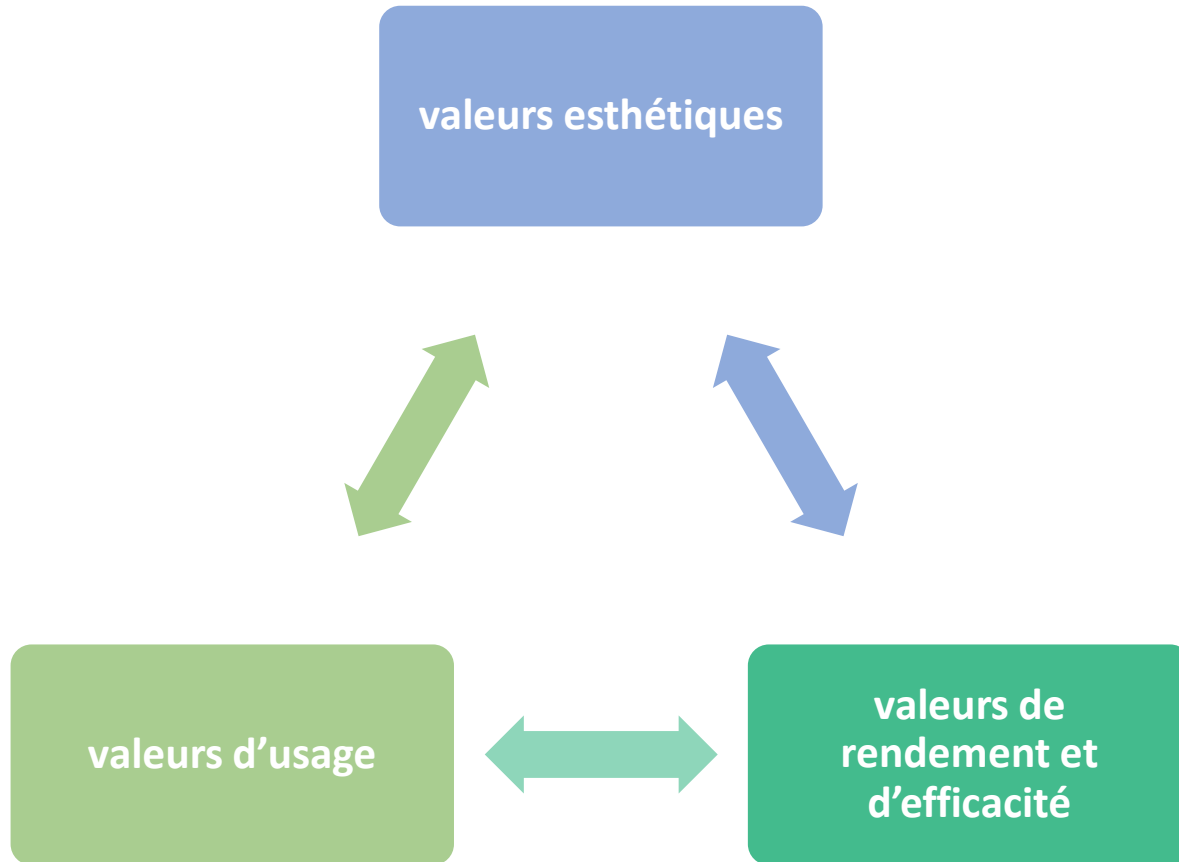 valeurs esthétiques
valeurs d’usage
valeurs de
rendement et
d’efficacité